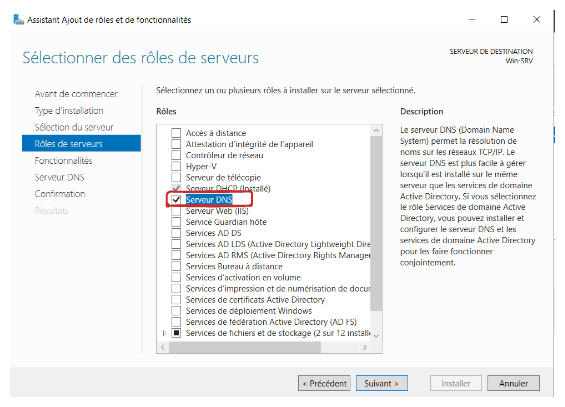 Assistant Ajout de rôles et de fonctionnalités
Sélectionner des rôles de serveurs
SERVEUR DE DESTINATION
Win-SRV
Avant de commencer
Type d'installation
Sélection du serveur
Rôles de serveurs
Fonctionnalités
Serveur DNS
Confirmation
Résultats
Sélectionnez un ou plusieurs rôles à installer sur le serveur sélectionné.
Rôles
Accès à distance
Attestation d'intégrité de l'appareil
Contrôleur de réseau
Hyper-V
Serveur de télécopie
Serveur DHCP (Installé)
Serveur DNS
Serveur Web (IIS)
Service Guardian hôte
Services AD DS
Services AD LDS (Active Directory Lightweight Dire
Services AD RMS (Active Directory Rights Manager
Services Bureau à distance
Services d'activation en volume
Services d'impression et de numérisation de docur
Services de certificats Active Directory
Services de déploiement Windows
Services de fédération Active Directory (AD FS)
Services de fichiers et de stockage (2 sur 12 installé
Description
Le serveur DNS (Domain Name
System) permet la résolution de
noms sur les réseaux TCP/IP. Le
serveur DNS est plus facile à gérer
lorsqu'il est installé sur le même
serveur que les services de domaine
Active Directory. Si vous sélectionnez
le rôle Services de domaine Active
Directory, vous pouvez installer et
configurer le serveur DNS et les
services de domaine Active Directory
pour les faire fonctionner
conjointement.
< Précédent
Suivant >
Installer
Annuler